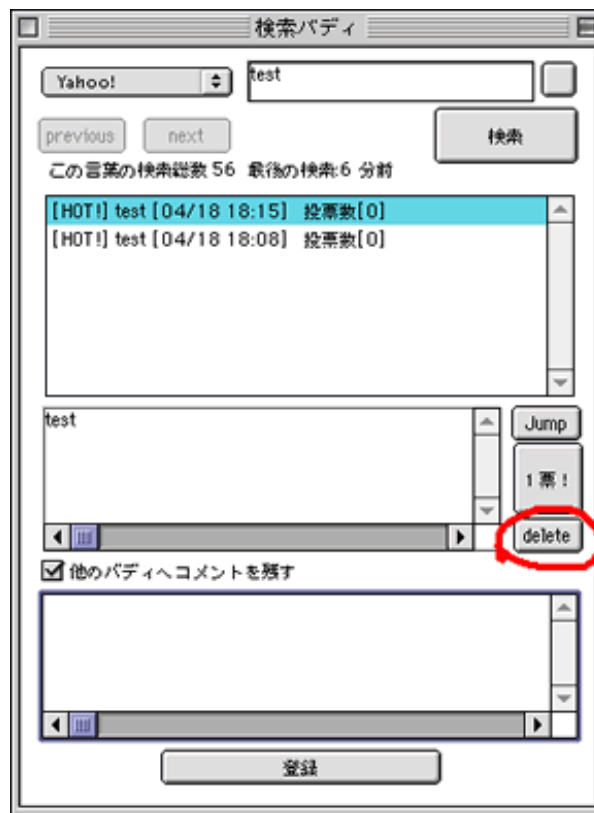 検索バディ
Yahoo! test
previous next 検索
この言葉の検索総数 56 最後の検索:6 分前
[HOT!] test [04/18 18:15] 投票数[0]
[HOT!] test [04/18 18:08] 投票数[0]
test
Jump
1 票 !
delete
他のバディへコメントを残す
登録